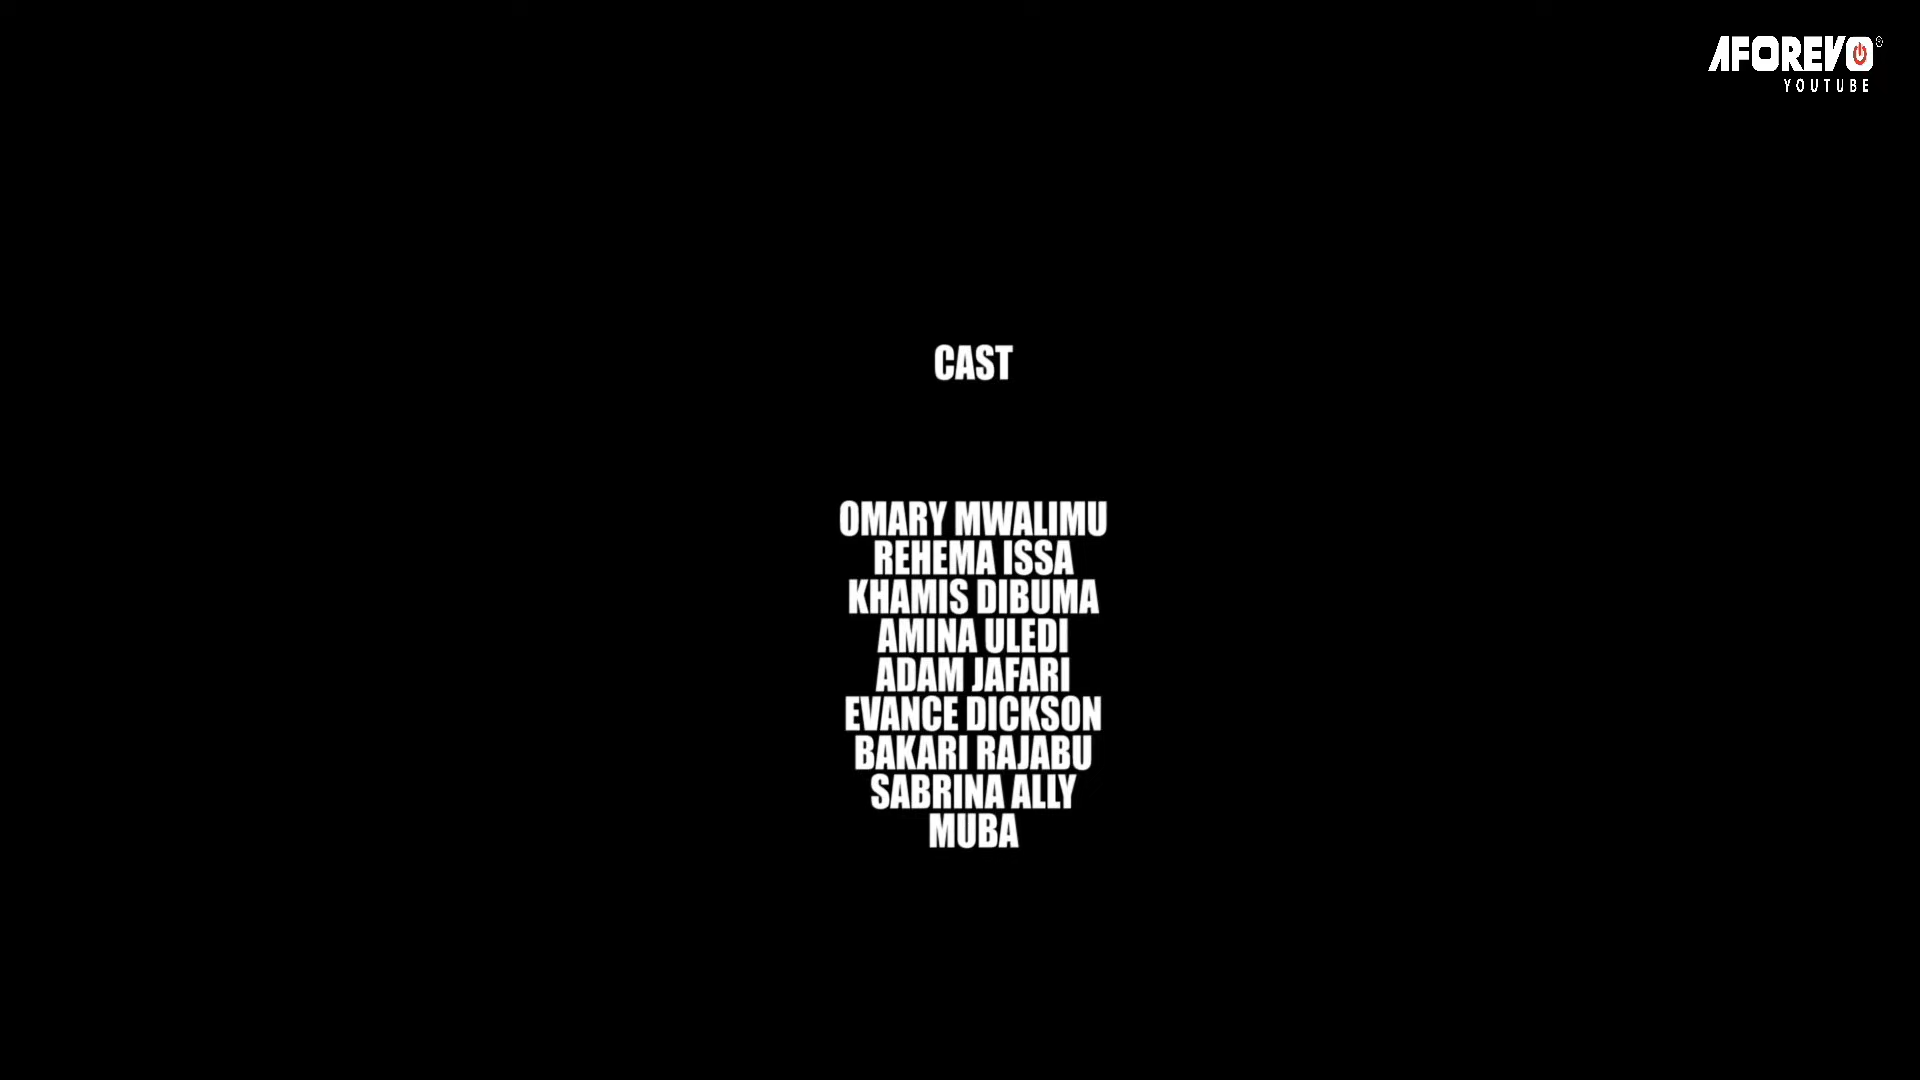 AFOREVO®
YOUTUBE
CAST
OMARY MWALIMU
REHEMA ISSA
KHAMIS DIBUMA
AMINA ULEDI
ADAM JAFARI
EVANCE DICKSON
BAKARI RAJABU
SABRINA ALLY
MUBA